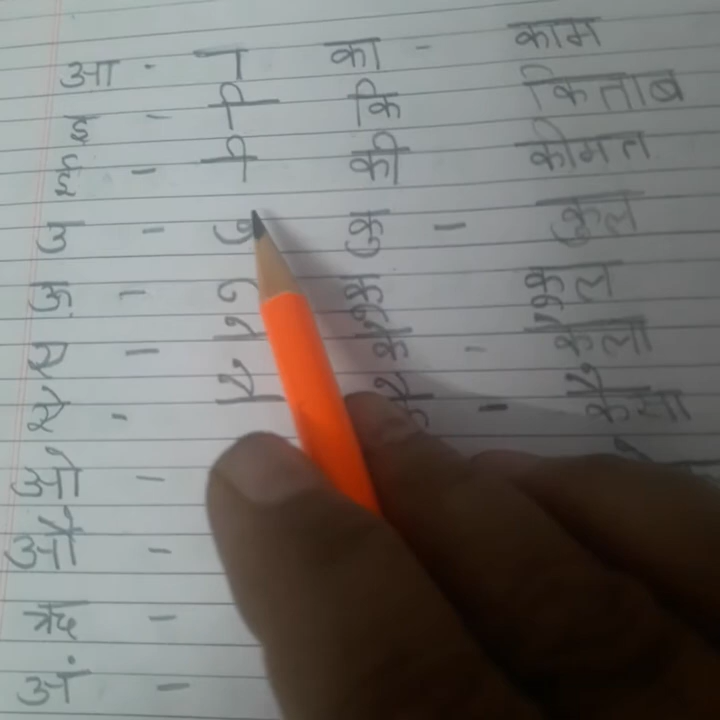 आ - ा का - काम
इ - ि कि किताब
ई - ी की कीमत
उ - ु कु - कुल
ऊ - ू कू कूल
ए - े के - केला
ऐ - ै कै - कैसा
ओ -
औ -
ऋ -
अं -